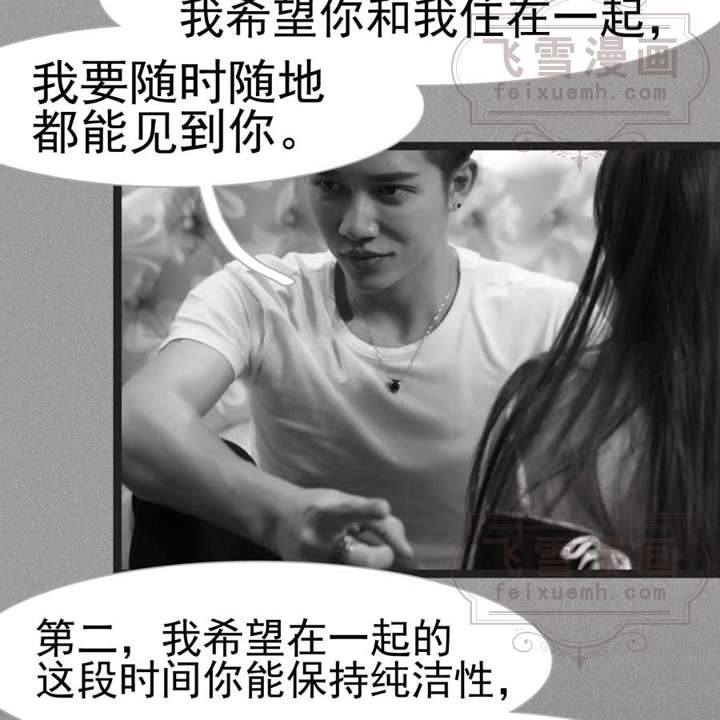 我希望你和我住在一起，
我要随时随地
都能见到你。
飞雪漫画
feixuemh.com
飞雪漫画
feixuemh.com
第二，我希望在一起的
这段时间你能保持纯洁性，